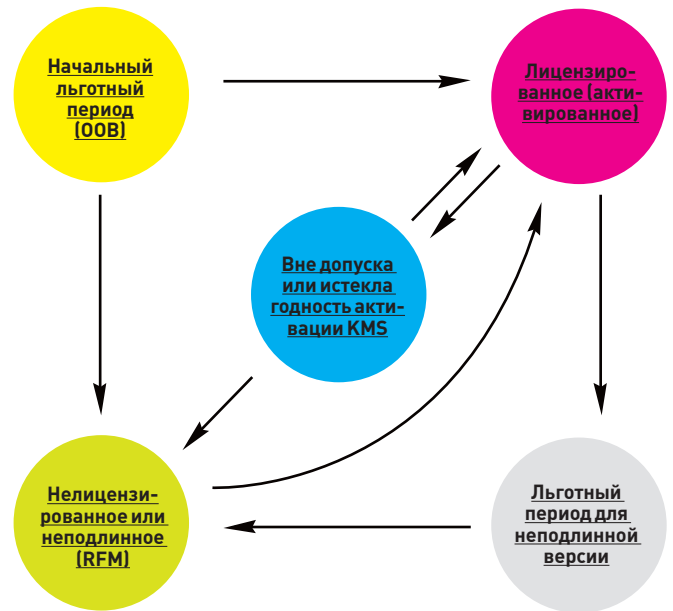 Начальный
льготный
период
(OOB)
Лицензиро-
ванное (акти-
вированное)
Вне допуска
или истекла
годность акти-
вации KMS
Нелицензи-
рованное или
неподлинное
(RFM)
Льготный
период для
неподлинной
версии